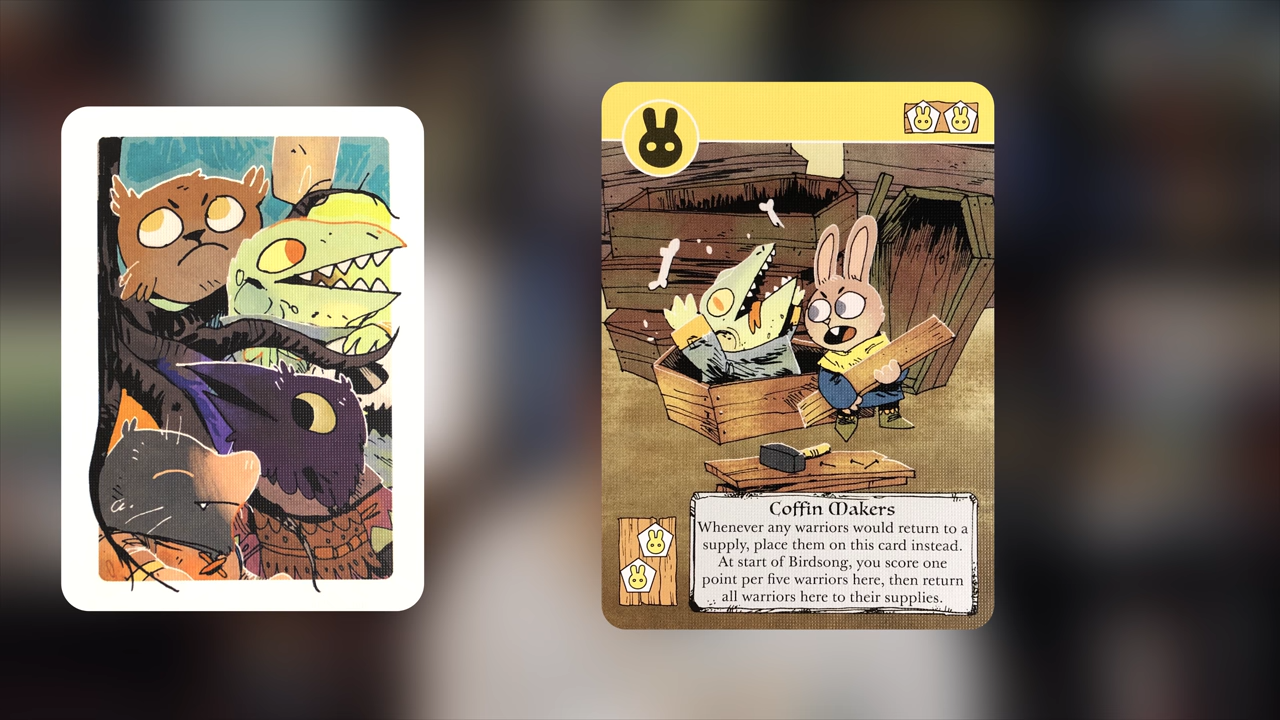 Coffin Makers
Whenever any warriors would return to a
supply, place them on this card instead.
At start of Birdsong, you score one
point per five warriors here, then return
all warriors here to their supplies.